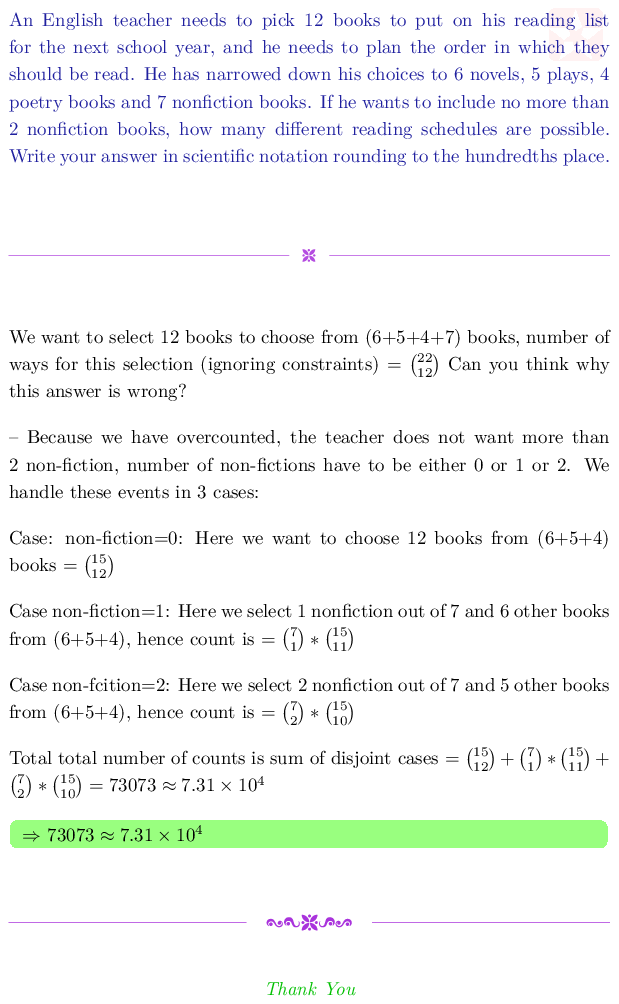 An English teacher needs to pick 12 books to put on his reading list
for the next school year, and he needs to plan the order in which they
should be read. He has narrowed down his choices to 6 novels, 5 plays, 4
poetry books and 7 nonfiction books. If he wants to include no more than
2 nonfiction books, how many different reading schedules are possible.
Write your answer in scientific notation rounding to the hundredths place.
We want to select 12 books to choose from (6+5+4+7) books, number of
ways for this selection (ignoring constraints) = \binom{22}{12} Can you think why
this answer is wrong?
– Because we have overcounted, the teacher does not want more than
2 non-fiction, number of non-fictions have to be either 0 or 1 or 2. We
handle these events in 3 cases:
Case: non-fiction=0: Here we want to choose 12 books from (6+5+4)
books = \binom{15}{12}
Case non-fiction=1: Here we select 1 nonfiction out of 7 and 6 other books
from (6+5+4), hence count is = \binom{7}{1} ∗ \binom{15}{11}
Case non-fcition=2: Here we select 2 nonfiction out of 7 and 5 other books
from (6+5+4), hence count is = \binom{7}{2} ∗ \binom{15}{10}
Total total number of counts is sum of disjoint cases = \binom{15}{12} + \binom{7}{1} ∗ \binom{15}{11} +
\binom{7}{2} ∗ \binom{15}{10} = 73073 ≈ 7.31 × 10⁴
⇒ 73073 ≈ 7.31 × 10⁴
Thank You